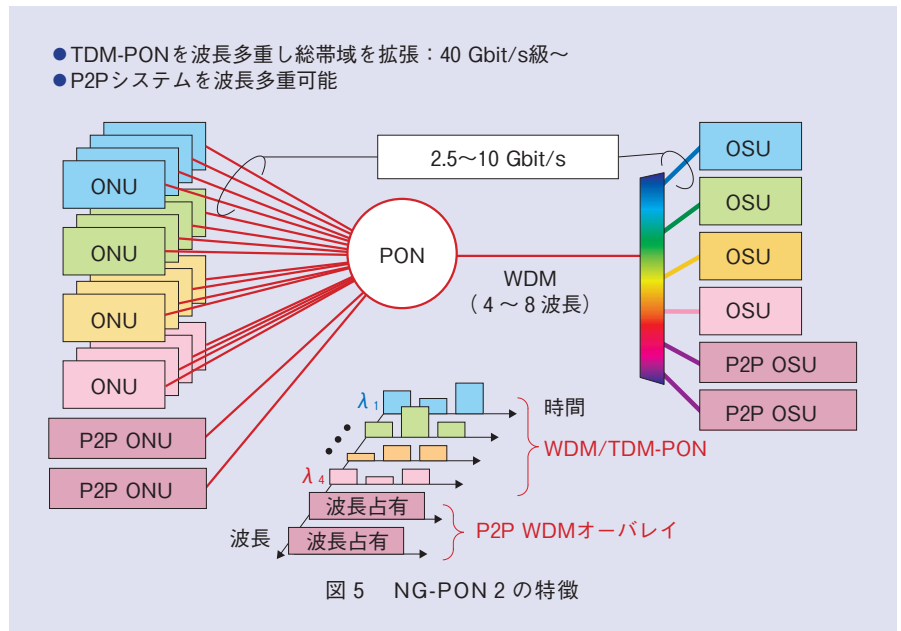 ●TDM-PONを波長多重し総帯域を拡張：40 Gbit/s級～
●P2Pシステムを波長多重可能
2.5～10 Gbit/s
ONU
ONU
ONU
ONU
P2P ONU
P2P ONU
PON
WDM
（4～8波長）
OSU
OSU
OSU
OSU
P2P OSU
P2P OSU
λ1
λ4
時間
WDM/TDM-PON
波長占有
波長占有
P2P WDMオーバレイ
波長
図5 NG-PON 2の特徴